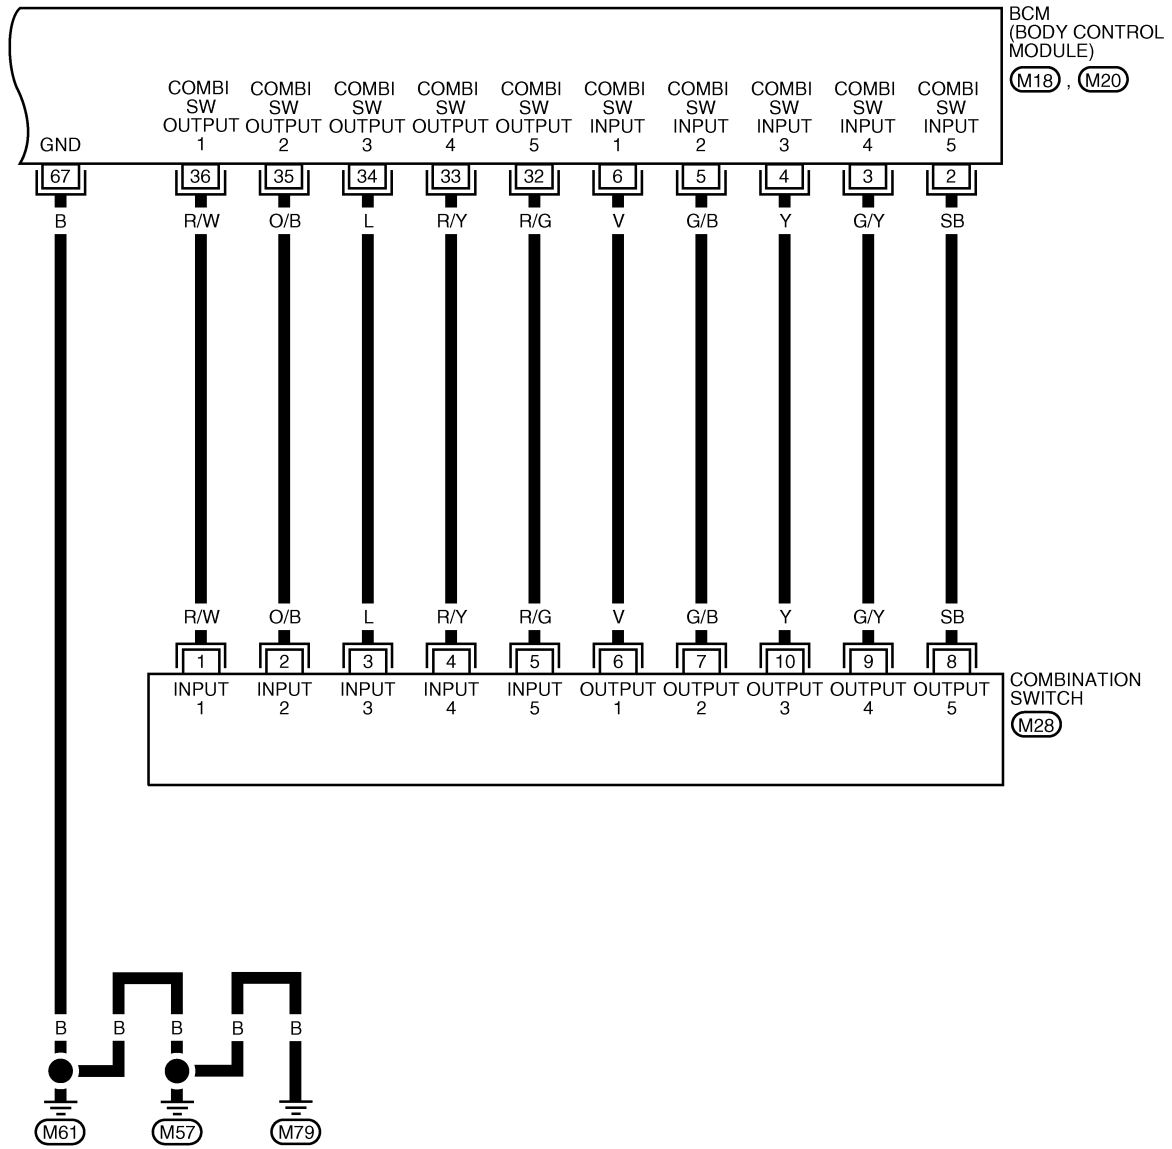 BCM
(BODY CONTROL
MODULE)
M18 , M20
COMBI COMBI COMBI COMBI COMBI COMBI COMBI COMBI COMBI COMBI
SW SW SW SW SW SW SW SW SW SW
OUTPUT OUTPUT OUTPUT OUTPUT OUTPUT INPUT INPUT INPUT INPUT INPUT
GND 1 2 3 4 5 1 2 3 4 5
67 36 35 34 33 32 6 5 4 3 2
B R/W O/B L R/Y R/G V G/B Y G/Y SB
R/W O/B L R/Y R/G V G/B Y G/Y SB
1 2 3 4 5 6 7 10 9 8
INPUT INPUT INPUT INPUT INPUT OUTPUT OUTPUT OUTPUT OUTPUT OUTPUT
1 2 3 4 5 1 2 3 4 5
COMBINATION
SWITCH
M28
B B B B B
M61 M57 M79